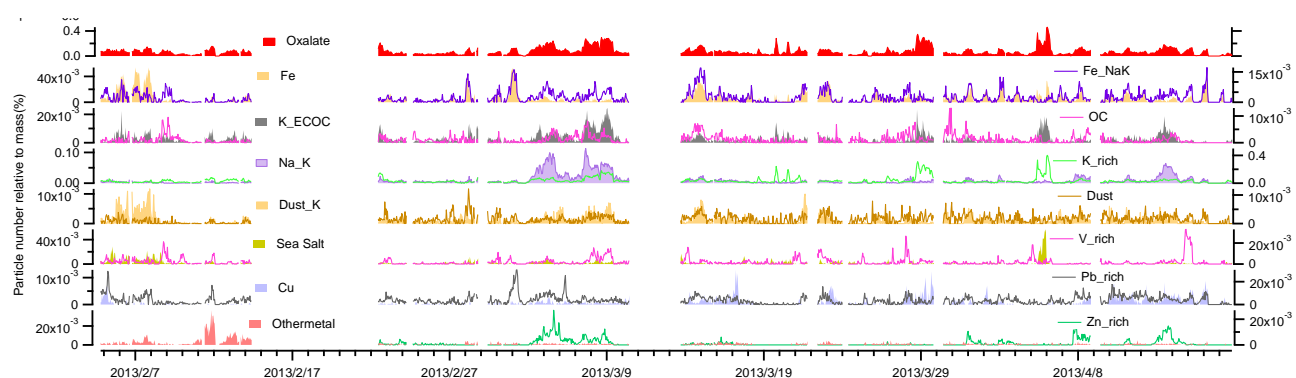 0.4
0.0
Oxalate
Particle number relative to mass(%)
40x10-3
0
Fe
Fe_NaK
15x10-3
0
20x10-3
0
K_ECOC
OC
10x10-3
0
0.10
0.00
Na_K
K_rich
0.4
0.0
10x10-3
0
Dust_K
Dust
10x10-3
0
40x10-3
0
Sea Salt
V_rich
20x10-3
0
10x10-3
0
Cu
Pb_rich
20x10-3
0
20x10-3
0
Othermetal
Zn_rich
20x10-3
0
2013/2/7 2013/2/17 2013/2/27 2013/3/9 2013/3/19 2013/3/29 2013/4/8